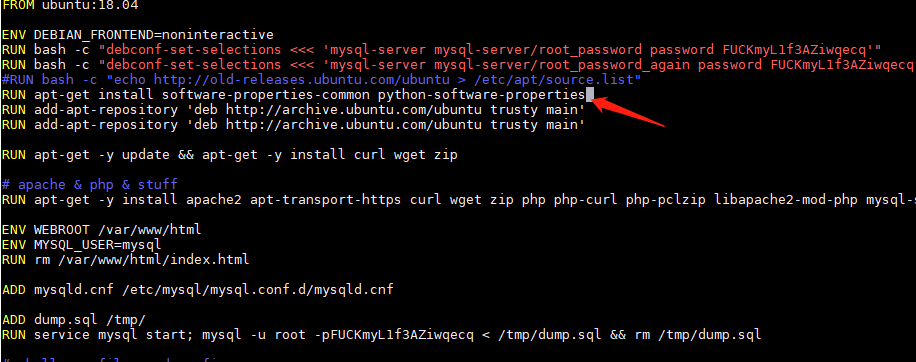 FROM ubuntu:18.04
ENV DEBIAN_FRONTEND=noninteractive
RUN bash -c "debconf-set-selections <<< 'mysql-server mysql-server/root_password password FUCKmyL1f3AZiwqecq'"
RUN bash -c "debconf-set-selections <<< 'mysql-server mysql-server/root_password_again password FUCKmyL1f3AZiwqecq
#RUN bash -c "echo http://old-releases.ubuntu.com/ubuntu > /etc/apt/source.list"
RUN apt-get install software-properties-common python-software-properties
RUN add-apt-repository 'deb http://archive.ubuntu.com/ubuntu trusty main'
RUN add-apt-repository 'deb http://archive.ubuntu.com/ubuntu trusty main'
RUN apt-get -y update && apt-get -y install curl wget zip
# apache & php & stuff
RUN apt-get -y install apache2 apt-transport-https curl wget zip php php-curl php-pclzip libapache2-mod-php mysql-s
ENV WEBROOT /var/www/html
ENV MYSQL_USER=mysql
RUN rm /var/www/html/index.html
ADD mysqld.cnf /etc/mysql/mysql.conf.d/mysqld.cnf
ADD dump.sql /tmp/
RUN service mysql start; mysql -u root -pFUCKmyL1f3AZiwqecq < /tmp/dump.sql && rm /tmp/dump.sql